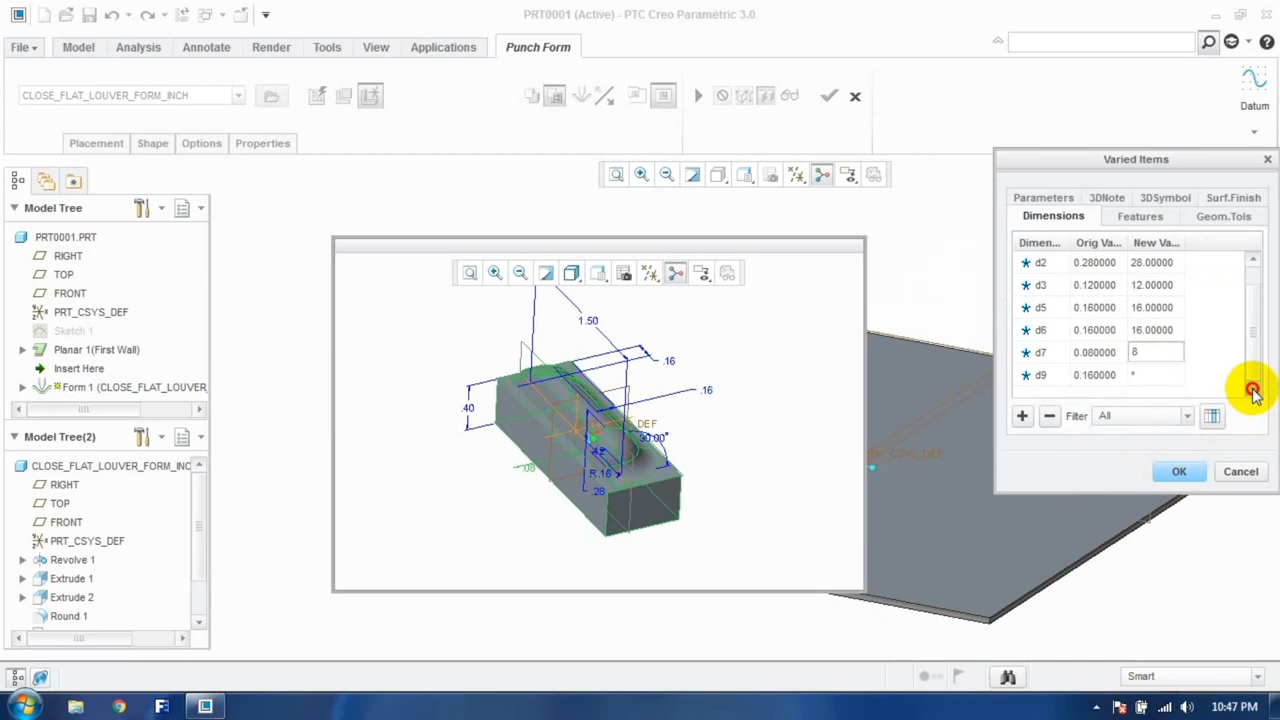 PRT0001 (Active) - PTC Creo Parametric 3.0
File Model Analysis Annotate Render Tools View Applications Punch Form
CLOSE_FLAT_LOUVER_FORM_INCH
Datum
Placement Shape Options Properties
Varied Items
Parameters 3DNote 3DSymbol Surf.Finish
Dimensions Features Geom.Tols
Dimen... Orig Va... New Va...
d2 0.280000 28.00000
d3 0.120000 12.00000
d5 0.160000 16.00000
d6 0.160000 16.00000
d7 0.080000 8
d9 0.160000 *
Filter All
OK Cancel
Model Tree
PRT0001.PRT
RIGHT
TOP
FRONT
PRT_CSYS_DEF
Sketch 1
Planar 1(First Wall)
Insert Here
Form 1 (CLOSE_FLAT_LOUVER_
Model Tree(2)
CLOSE_FLAT_LOUVER_FORM_INC
RIGHT
TOP
FRONT
PRT_CSYS_DEF
Revolve 1
Extrude 1
Extrude 2
Round 1
1.50
.16
.16
.40
DEF
.08
R.16
.28
Smart
10:47 PM